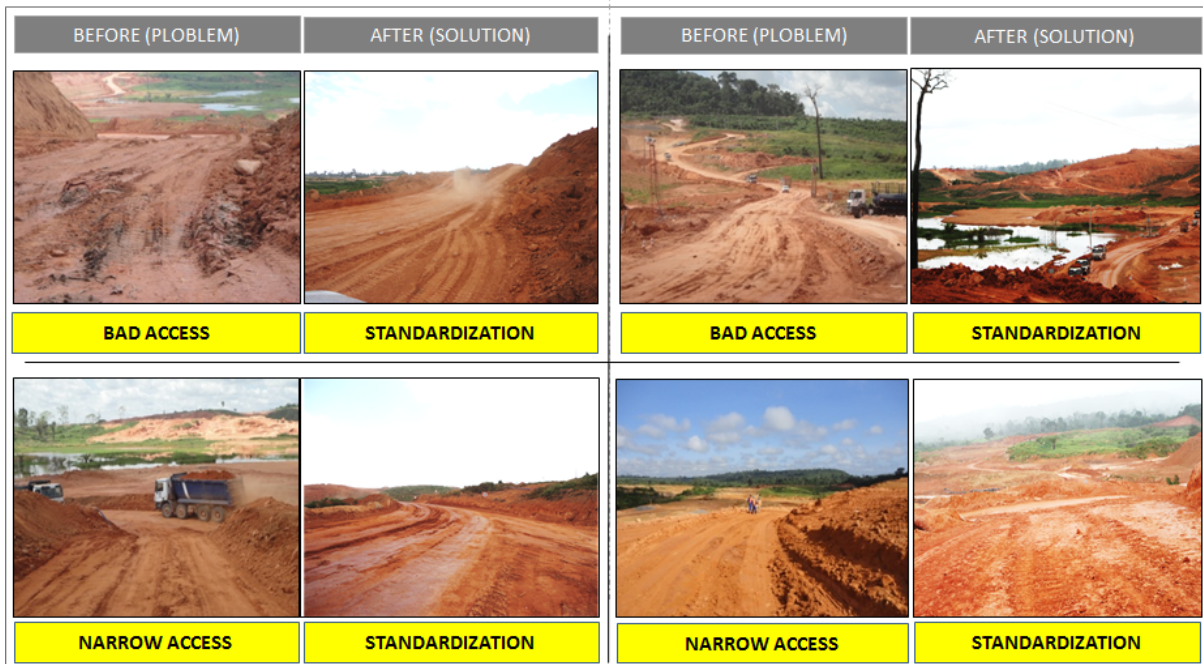 BEFORE (PLOBLEM)
AFTER (SOLUTION)
BEFORE (PLOBLEM)
AFTER (SOLUTION)
BAD ACCESS
STANDARDIZATION
BAD ACCESS
STANDARDIZATION
NARROW ACCESS
STANDARDIZATION
NARROW ACCESS
STANDARDIZATION